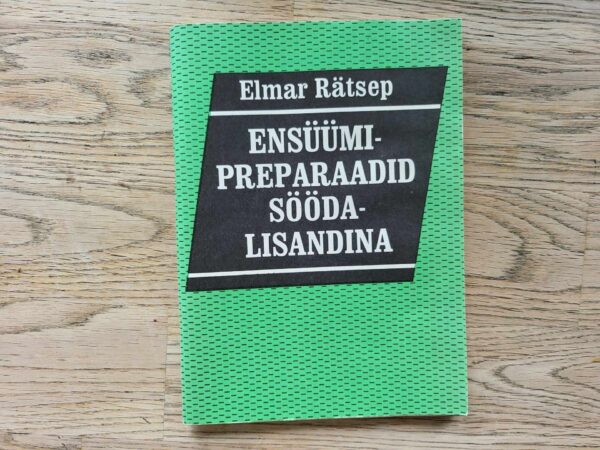 Elmar Rätsep
ENSÜÜMI-
PREPARAADID
SÖÖDA-
LISANDINA